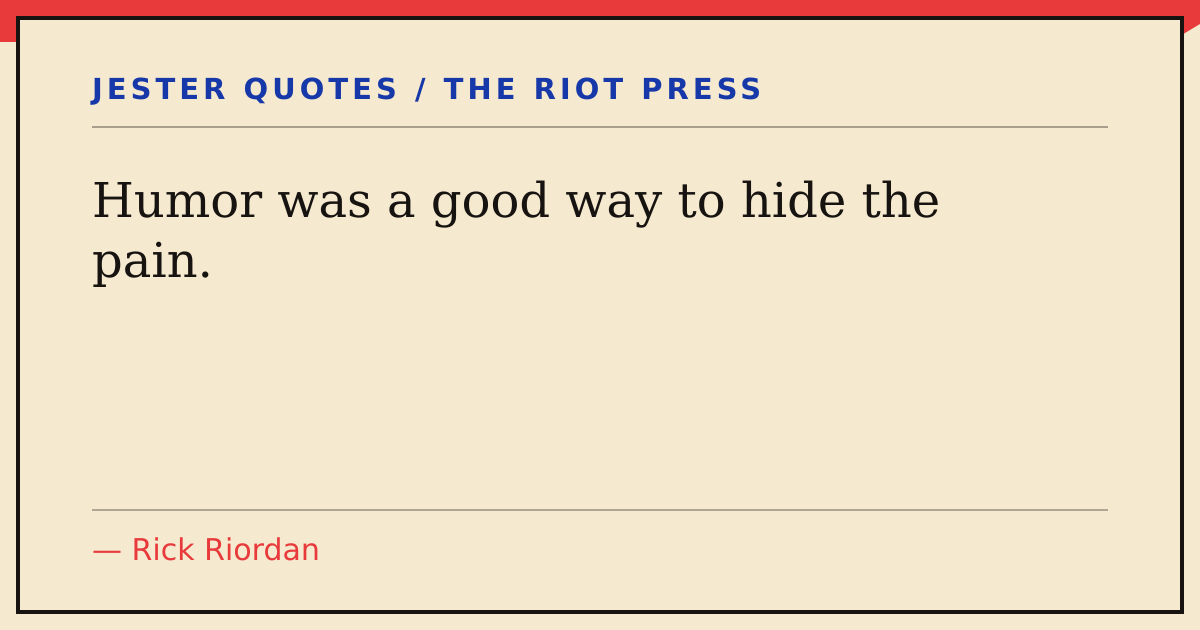 JESTER QUOTES / THE RIOT PRESS
Humor was a good way to hide the
pain.
— Rick Riordan